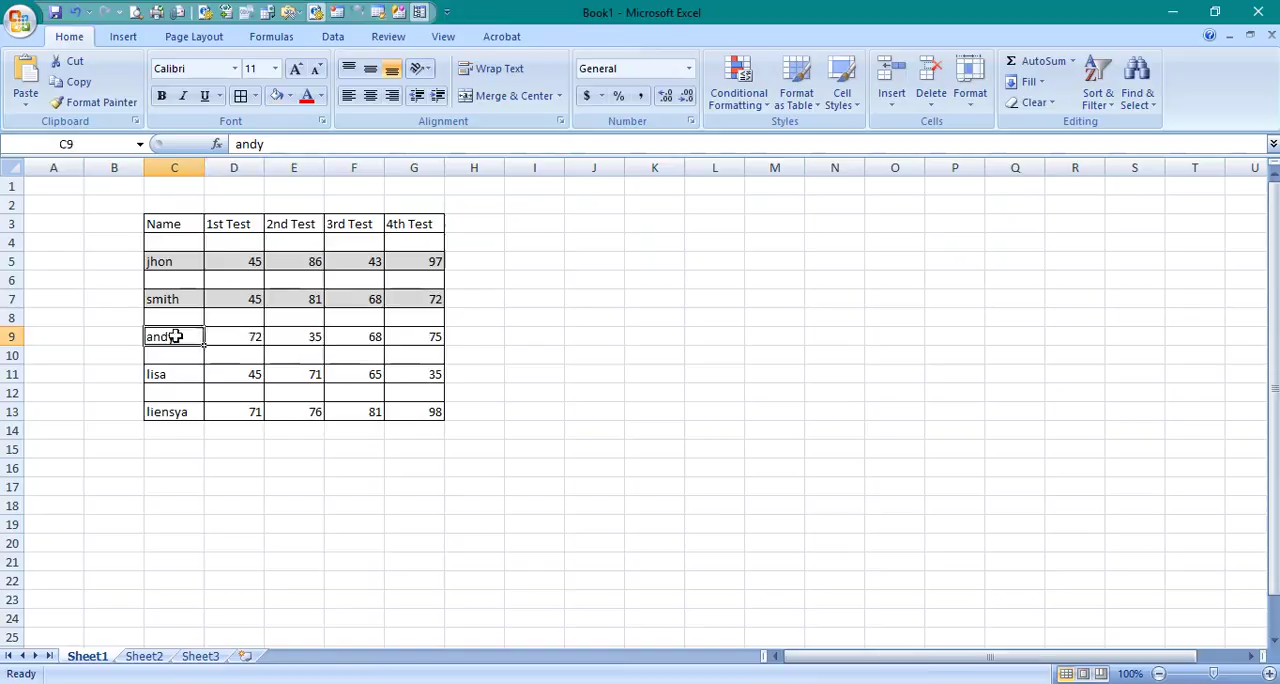 Book1 - Microsoft Excel
Home Insert Page Layout Formulas Data Review View Acrobat
Paste Cut Copy Format Painter
Clipboard
Calibri 11
B I U A
Font
Wrap Text
Merge & Center
Alignment
General
$ % ,
Number
Conditional Formatting Format as Table Cell Styles
Styles
Insert Delete Format
Cells
Σ AutoSum
Fill
Clear
Sort & Filter Find & Select
Editing
C9 fx andy
A B C D E F G H I J K L M N O P Q R S T U
1
2
3 Name 1st Test 2nd Test 3rd Test 4th Test
4
5 jhon 45 86 43 97
6
7 smith 45 81 68 72
8
9 andy 72 35 68 75
10
11 lisa 45 71 65 35
12
13 liensya 71 76 81 98
14
15
16
17
18
19
20
21
22
23
24
25
Sheet1 Sheet2 Sheet3
Ready 100%